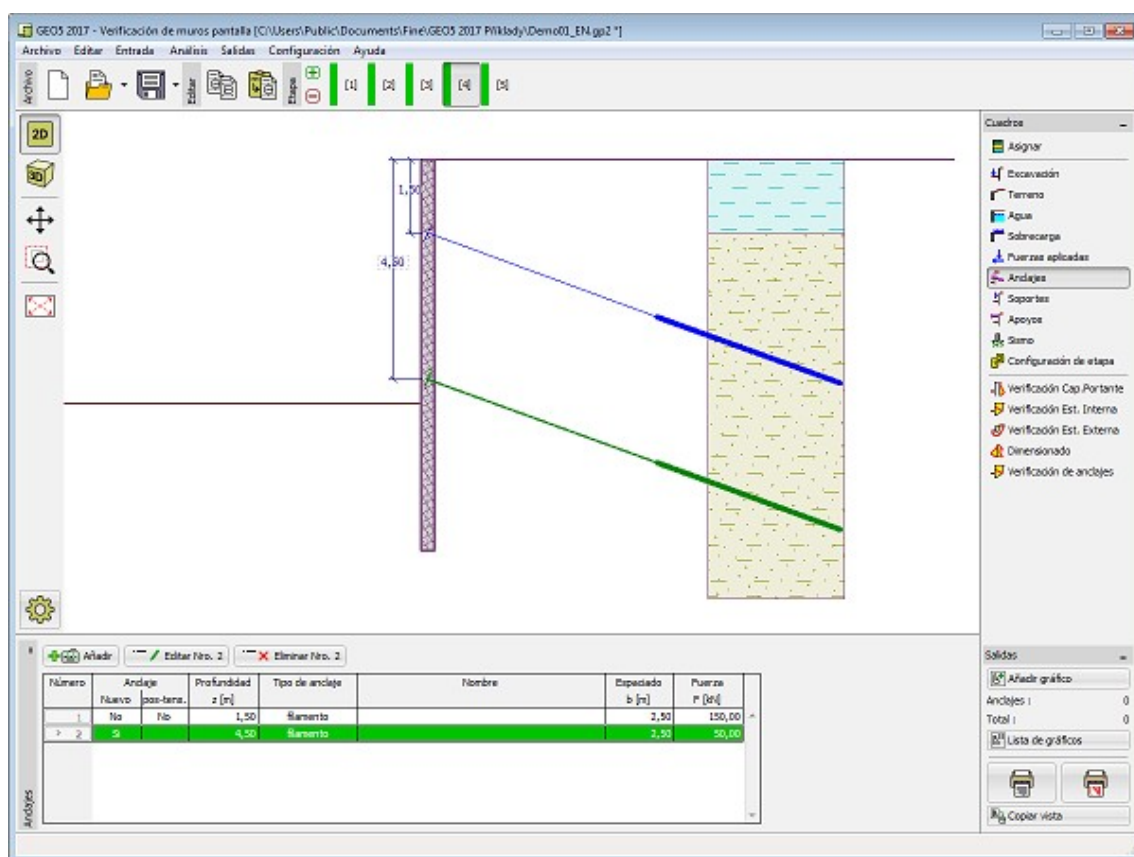 GEO5 2017 - Verificación de muros pantalla [C:\Users\Public\Documents\Fine\GEO5 2017 Příklady\Demo01_EN.gp2 *]
Archivo Editar Entrada Análisis Salidas Configuración Ayuda
Archivo Editar Etapa [1] [2] [3] [4] [5]
2D
3D
1,50
4,50
Cuadros
Asignar
Excavación
Terreno
Agua
Sobrecarga
Fuerzas aplicadas
Anclajes
Soportes
Apoyos
Sismo
Configuración de etapa
Verificación Cap.Portante
Verificación Est. Interna
Verificación Est. Externa
Dimensionado
Verificación de anclajes
Anclajes
Añadir Editar Nro. 2 Eliminar Nro. 2
Número Anclaje Profundidad Tipo de anclaje Nombre Espaciado Fuerza
Nuevo pos-tens. z [m] b [m] F [kN]
1 No No 1,50 filamento 2,50 150,00
> 2 Si 4,50 filamento 2,50 50,00
Salidas
Añadir gráfico
Anclajes : 0
Total : 0
Lista de gráficos
Copiar vista